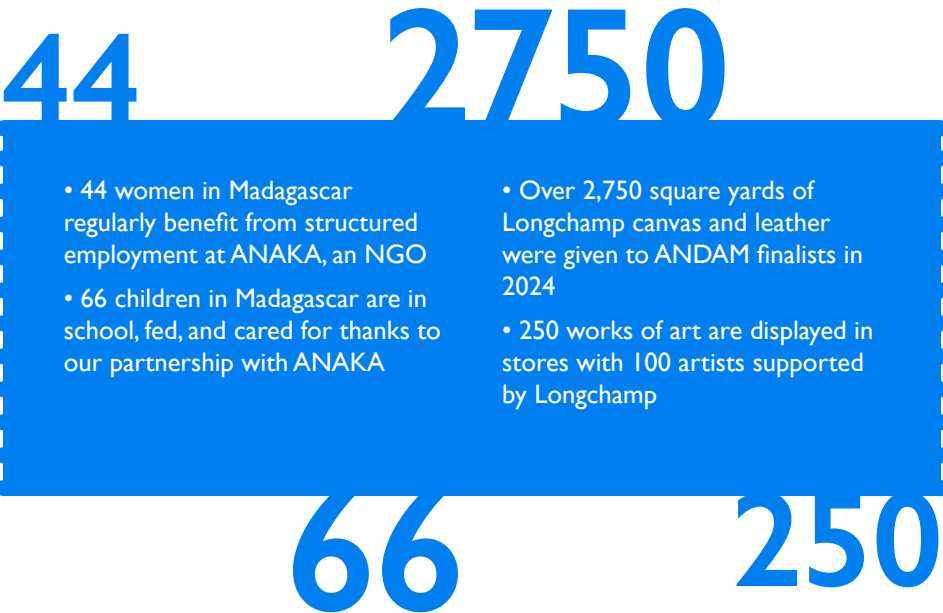 44
2750
• 44 women in Madagascar
regularly benefit from structured
employment at ANAKA, an NGO
• 66 children in Madagascar are in
school, fed, and cared for thanks to
our partnership with ANAKA
• Over 2,750 square yards of
Longchamp canvas and leather
were given to ANDAM finalists in
2024
• 250 works of art are displayed in
stores with 100 artists supported
by Longchamp
66
250